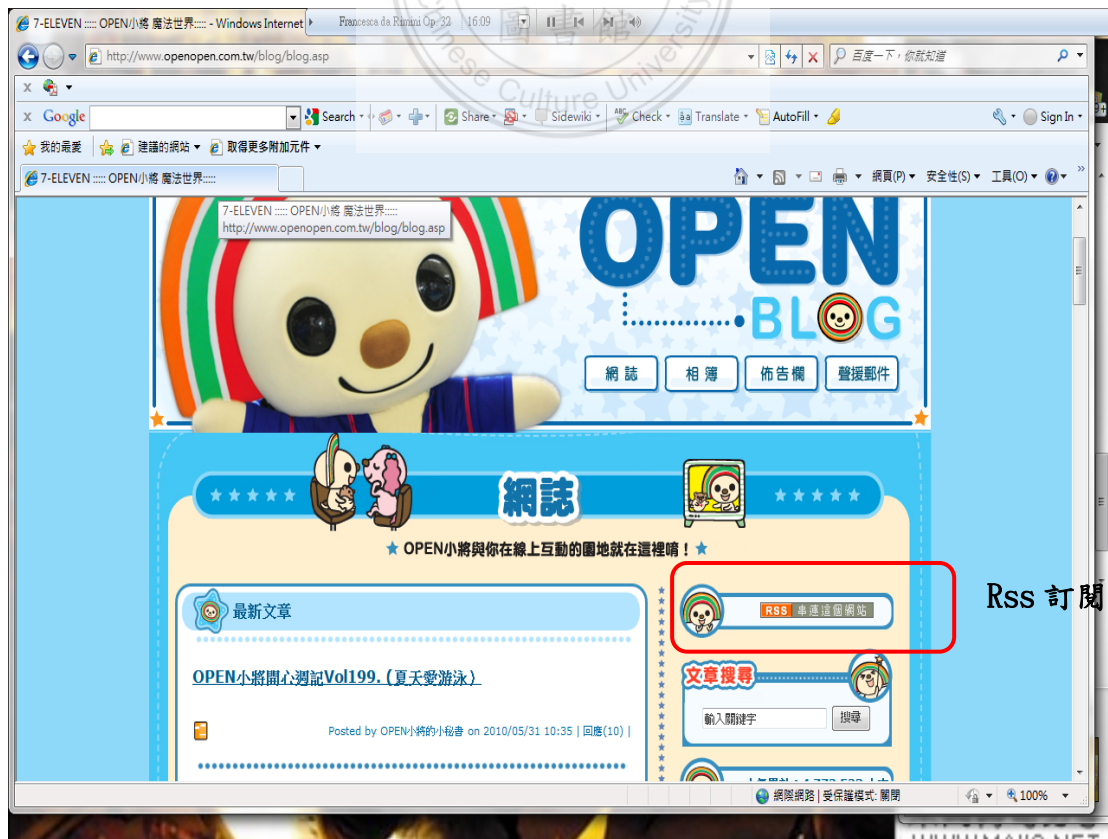 7-ELEVEN ::::: OPEN小將 魔法世界::::: - Windows Internet
Francesca da Rimini Op 32 16:09
圖書館
Chinese Culture University
http://www.openopen.com.tw/blog/blog.asp
百度一下，你就知道
x
x Google
Search
Share
Sidewiki
Check
Translate
AutoFill
Sign In
我的最愛
建議的網站
取得更多附加元件
7-ELEVEN ::::: OPEN小將 魔法世界:::::
網頁(P)
安全性(S)
工具(O)
7-ELEVEN ::::: OPEN小將 魔法世界:::::
http://www.openopen.com.tw/blog/blog.asp
OPEN
BLOG
網誌
相簿
佈告欄
聲援郵件
網誌
★ OPEN小將與你在線上互動的園地就在這裡唷！★
最新文章
RSS 串連這個網站
Rss 訂閱
OPEN小將開心週記Vol199.（夏天愛游泳）
文章搜尋
輸入關鍵字
搜尋
Posted by OPEN小將的小秘書 on 2010/05/31 10:35 | 回應(10) |
網際網路 | 受保護模式: 關閉
100%